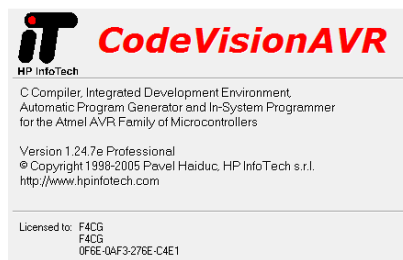 iT
HP InfoTech
CodeVisionAVR
C Compiler, Integrated Development Environment,
Automatic Program Generator and In-System Programmer
for the Atmel AVR Family of Microcontrollers
Version 1.24.7e Professional
© Copyright 1998-2005 Pavel Haiduc, HP InfoTech s.r.l.
http://www.hpinfotech.com
Licensed to: F4CG
F4CG
0F6E-0AF3-276E-C4E1